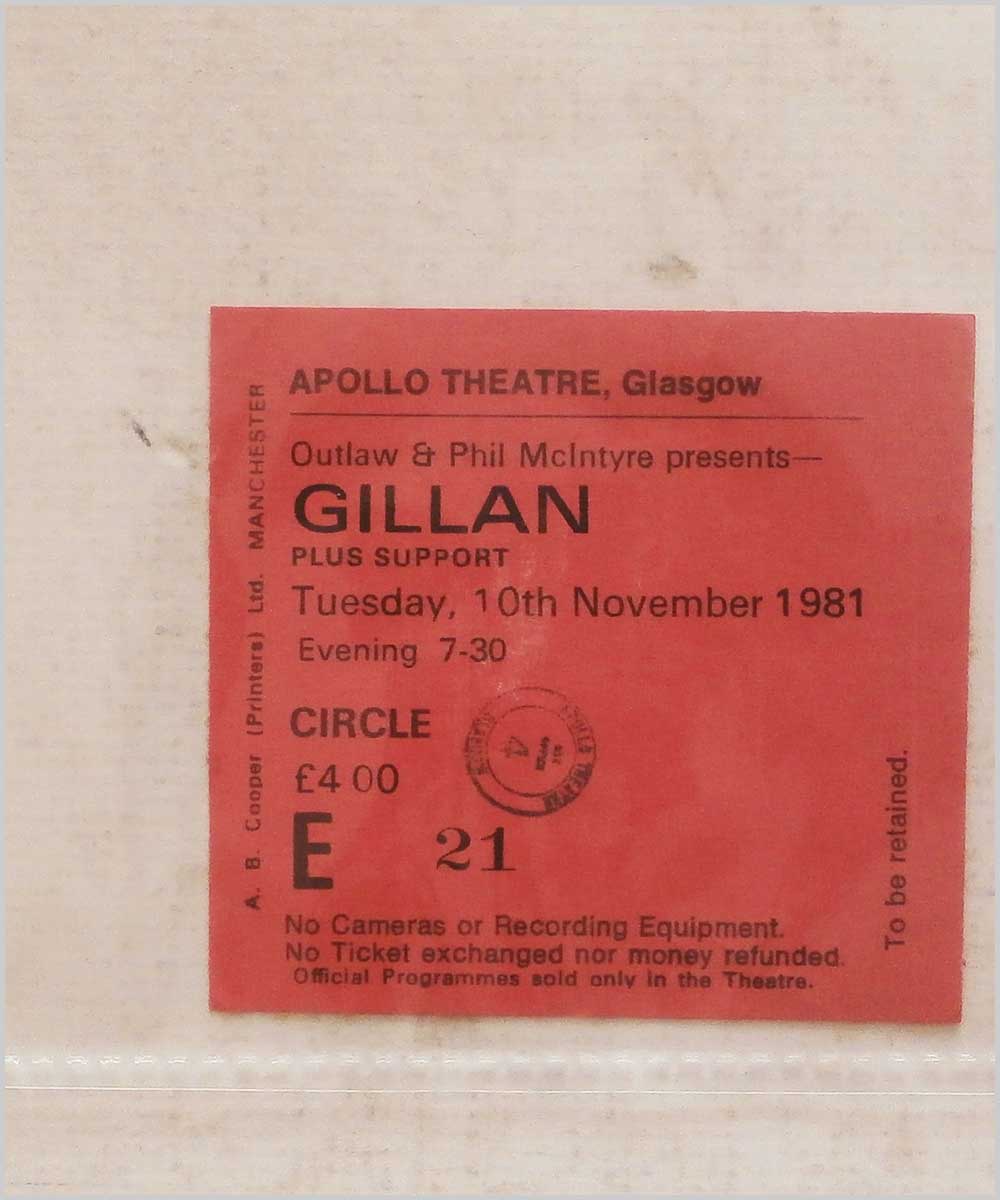 APOLLO THEATRE, Glasgow
Outlaw & Phil McIntyre presents—
GILLAN
PLUS SUPPORT
Tuesday, 10th November 1981
Evening 7-30
CIRCLE
£4 00
E 21
No Cameras or Recording Equipment.
No Ticket exchanged nor money refunded.
Official Programmes sold only in the Theatre.
A. B. Cooper (Printers) Ltd. MANCHESTER
To be retained.
APOLLO THEATRE